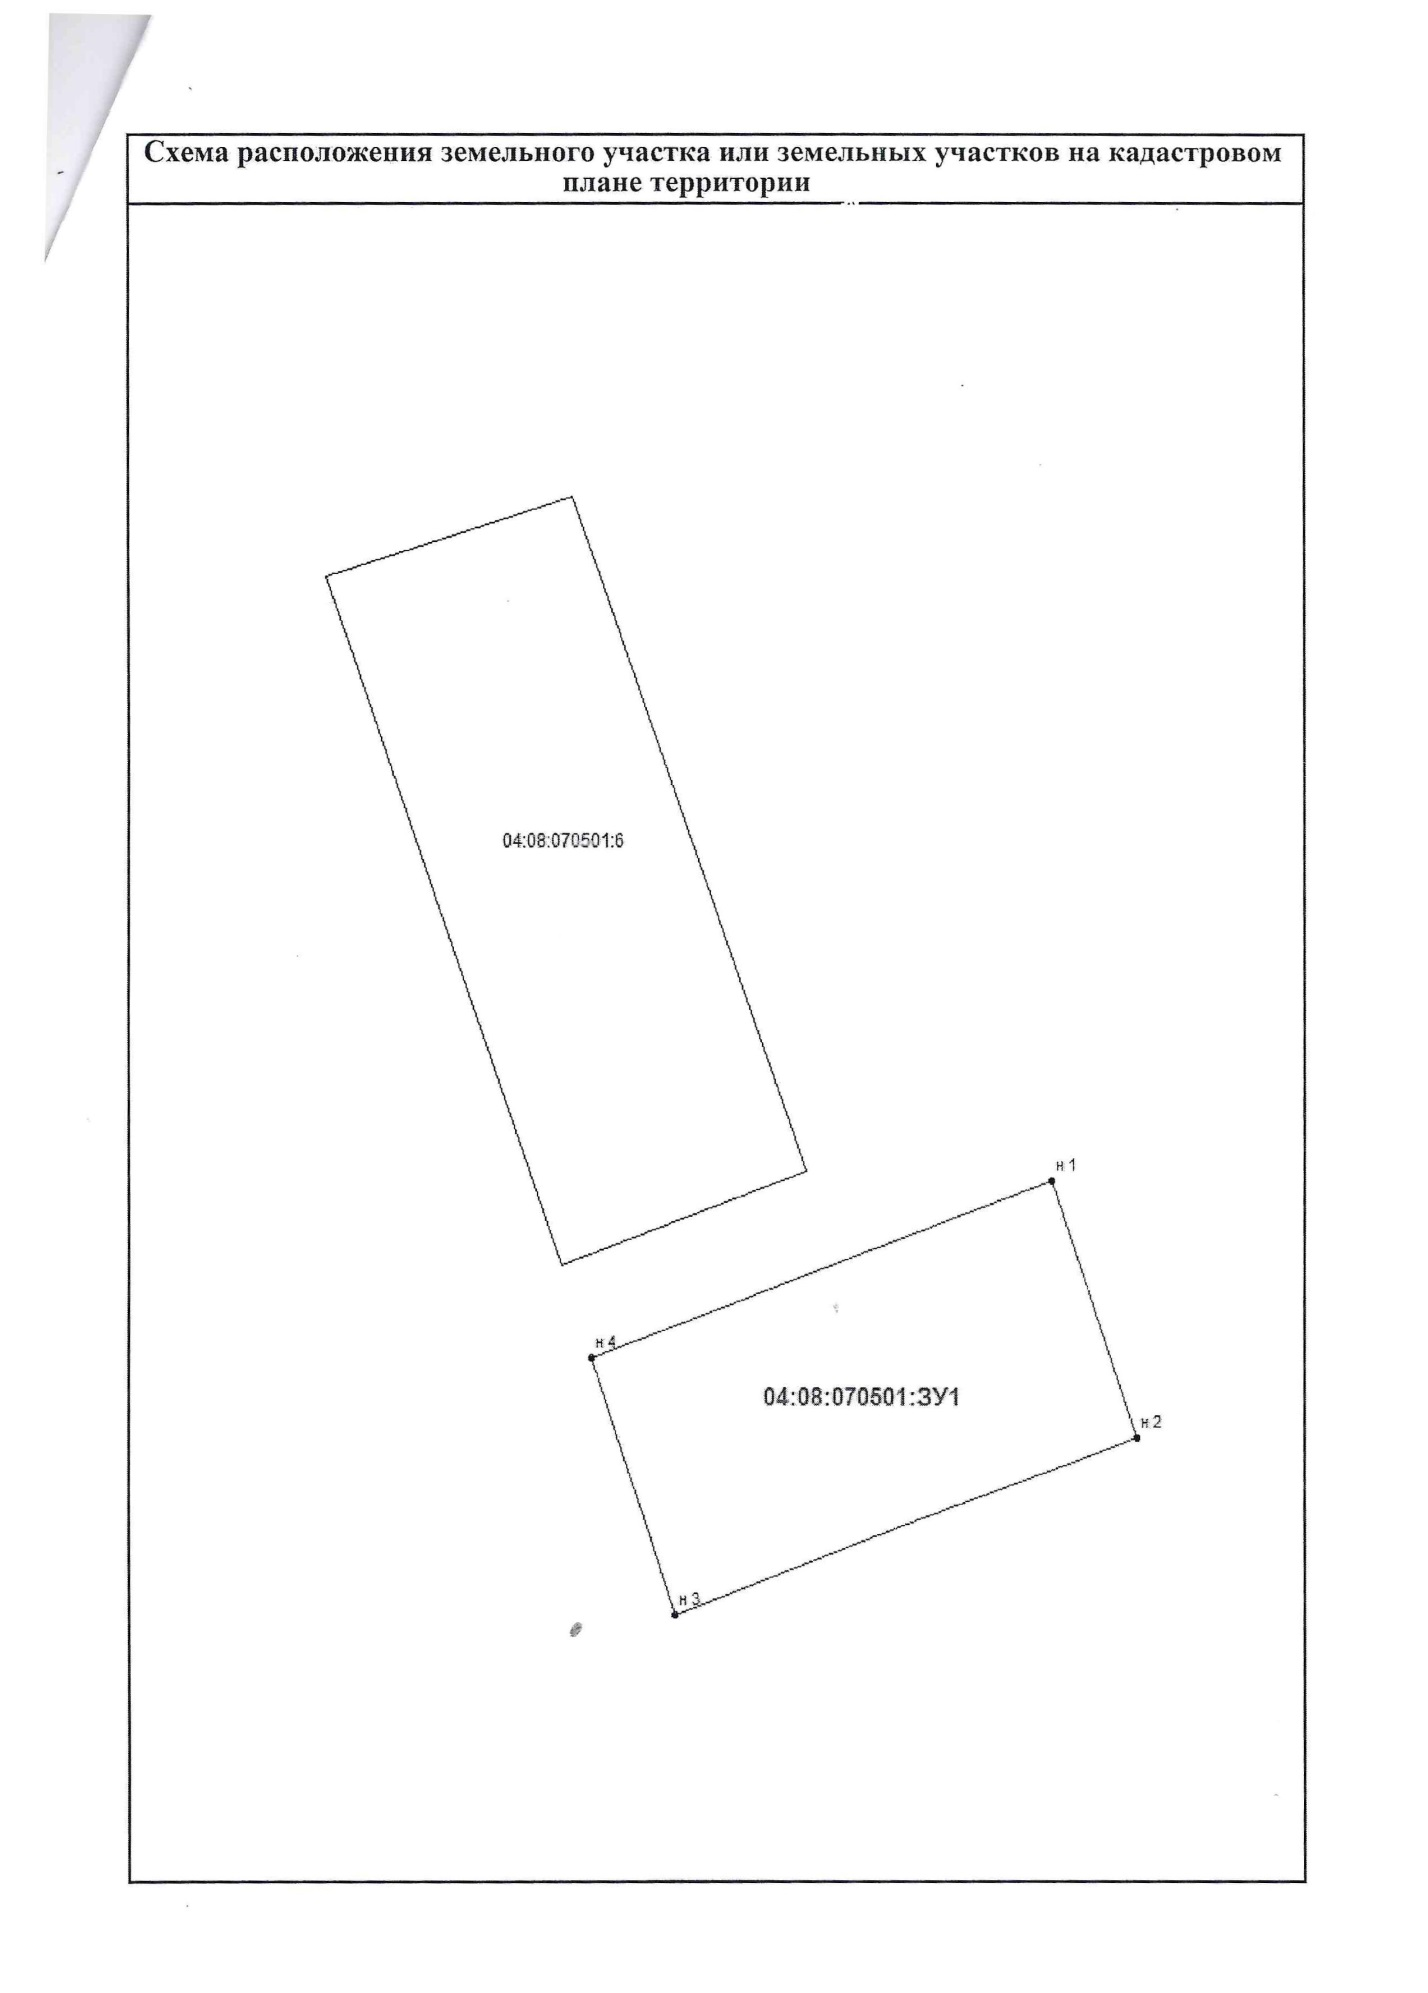 Схема расположения земельного участка или земельных участков на кадастровом
плане территории
04:08:070501:6
н 1
н 4
04:08:070501:ЗУ1
н 2
н 3